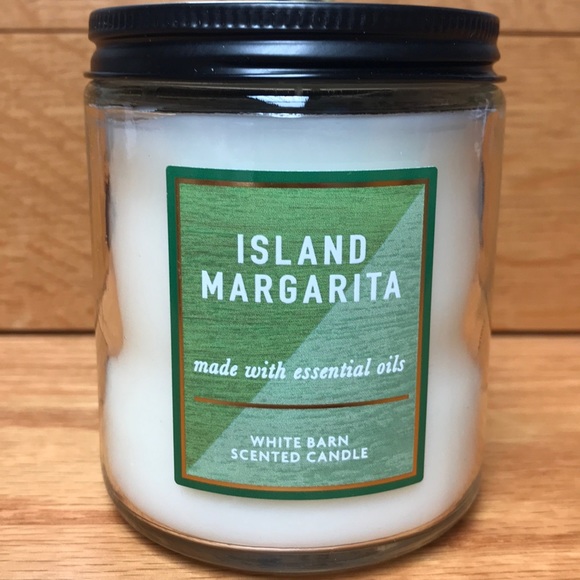 ISLAND
MARGARITA
made with essential oils
WHITE BARN
SCENTED CANDLE